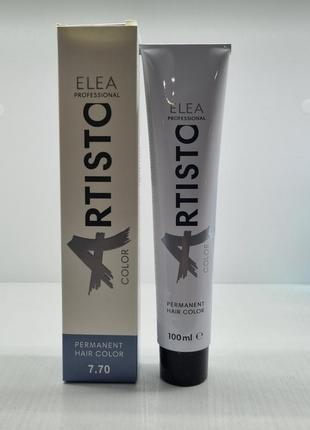 ELEA
PROFESSIONAL
ARTISTO
COLOR
PERMANENT
HAIR COLOR
7.70
ELEA
PROFESSIONAL
ARTISTO
COLOR
PERMANENT
HAIR COLOR
100ml ℮